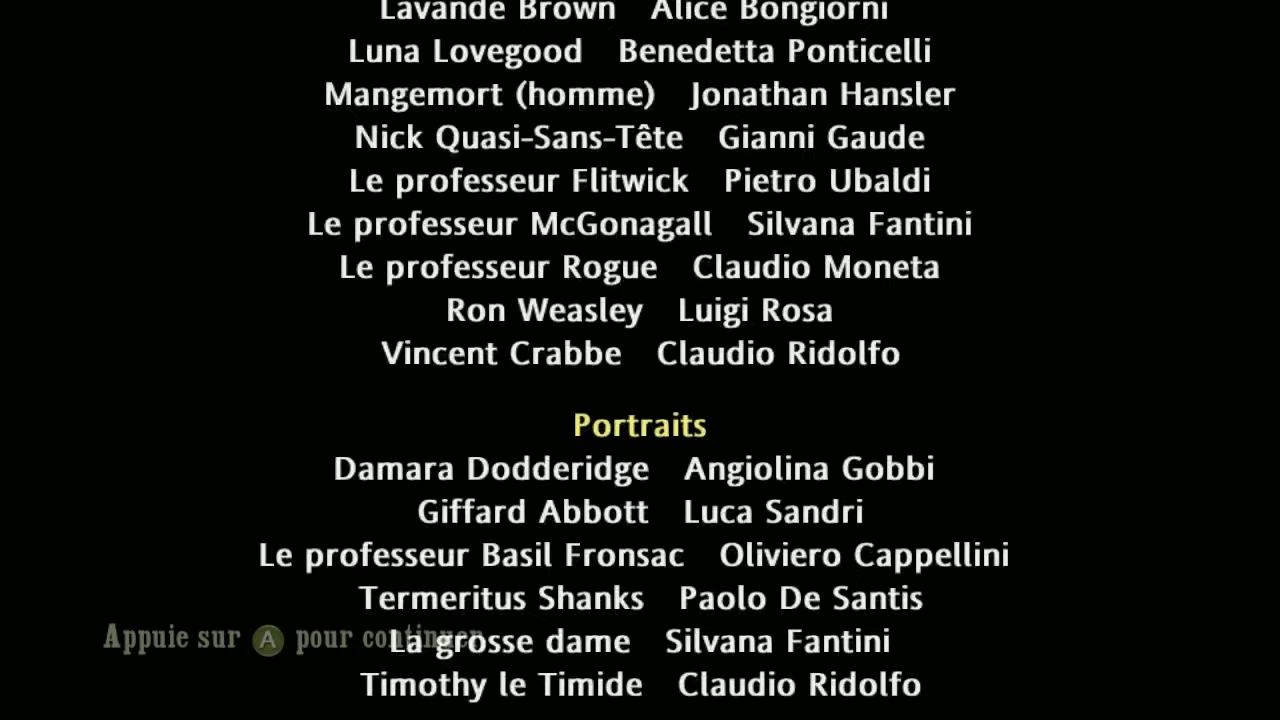 Lavande Brown Alice Bongiorni
Luna Lovegood Benedetta Ponticelli
Mangemort (homme) Jonathan Hansler
Nick Quasi-Sans-Tête Gianni Gaude
Le professeur Flitwick Pietro Ubaldi
Le professeur McGonagall Silvana Fantini
Le professeur Rogue Claudio Moneta
Ron Weasley Luigi Rosa
Vincent Crabbe Claudio Ridolfo
Portraits
Damara Dodderidge Angiolina Gobbi
Giffard Abbott Luca Sandri
Le professeur Basil Fronsac Oliviero Cappellini
Termeritus Shanks Paolo De Santis
Appuie sur A pour continuer
La grosse dame Silvana Fantini
Timothy le Timide Claudio Ridolfo